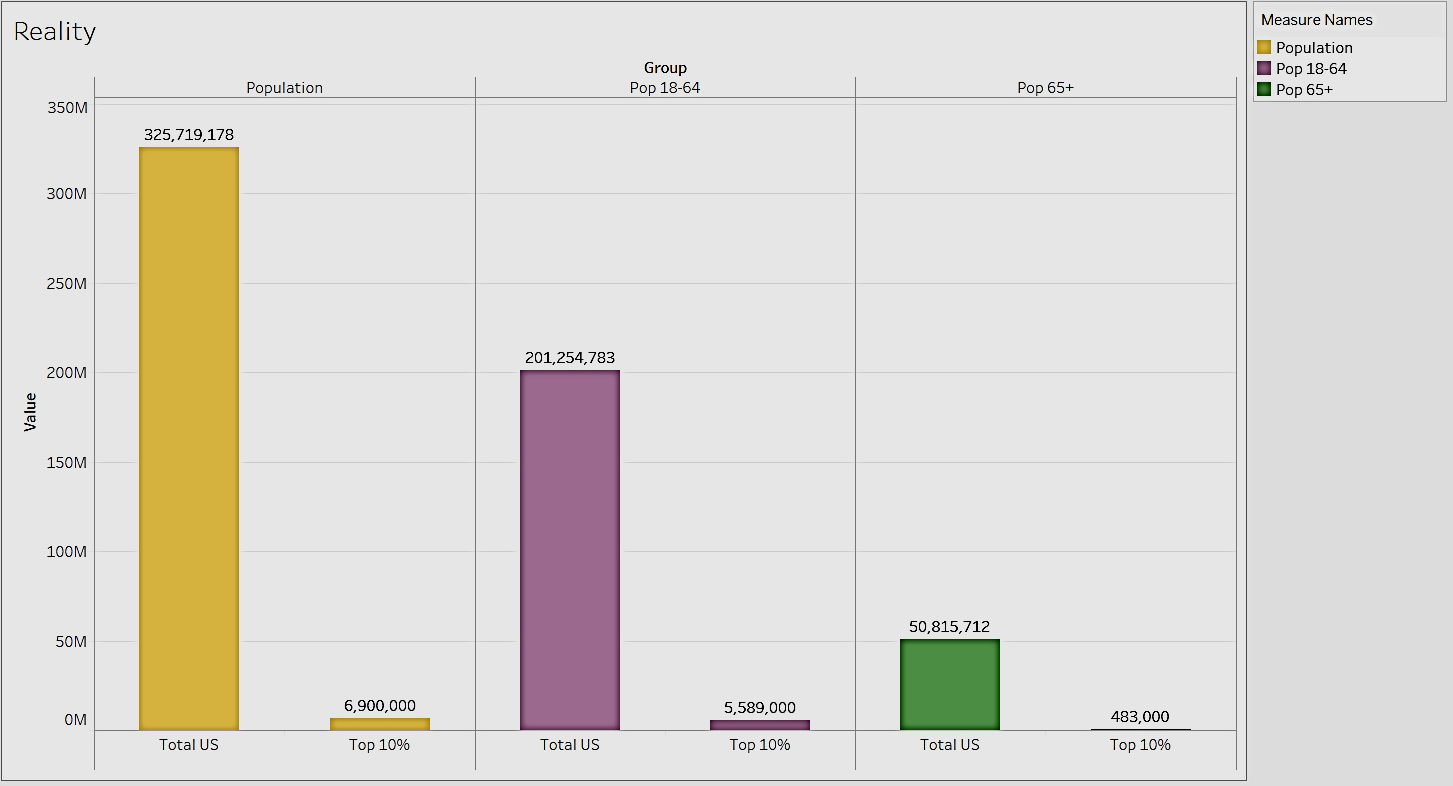 Reality
Group
Population Pop 18-64 Pop 65+
350M
300M
250M
200M
150M
100M
50M
0M
Value
325,719,178
6,900,000
201,254,783
5,589,000
50,815,712
483,000
Total US Top 10% Total US Top 10% Total US Top 10%
Measure Names
Population
Pop 18-64
Pop 65+